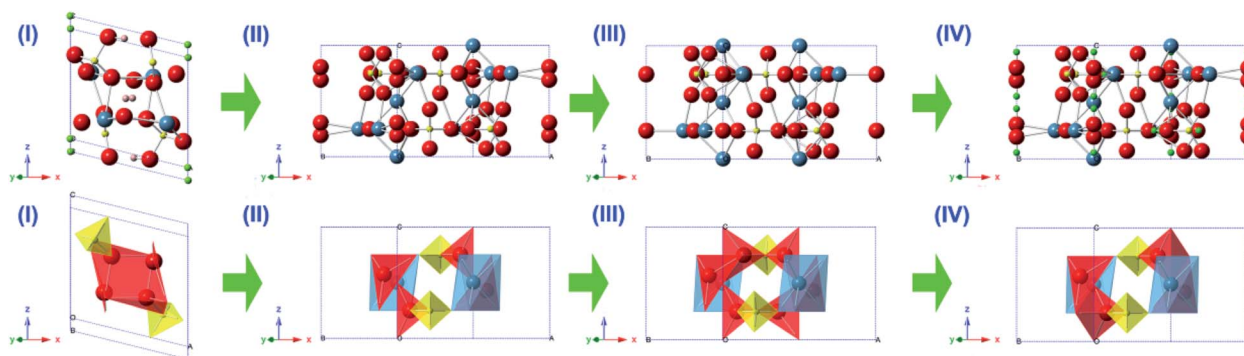 (I) (II) (III) (IV)
C C
B A B A B A
z z z z
y x y x y x y x
(I) (II) (III) (IV)
C C C C
O B A B O A B O A B O A
z z z z
y x y x y x y x